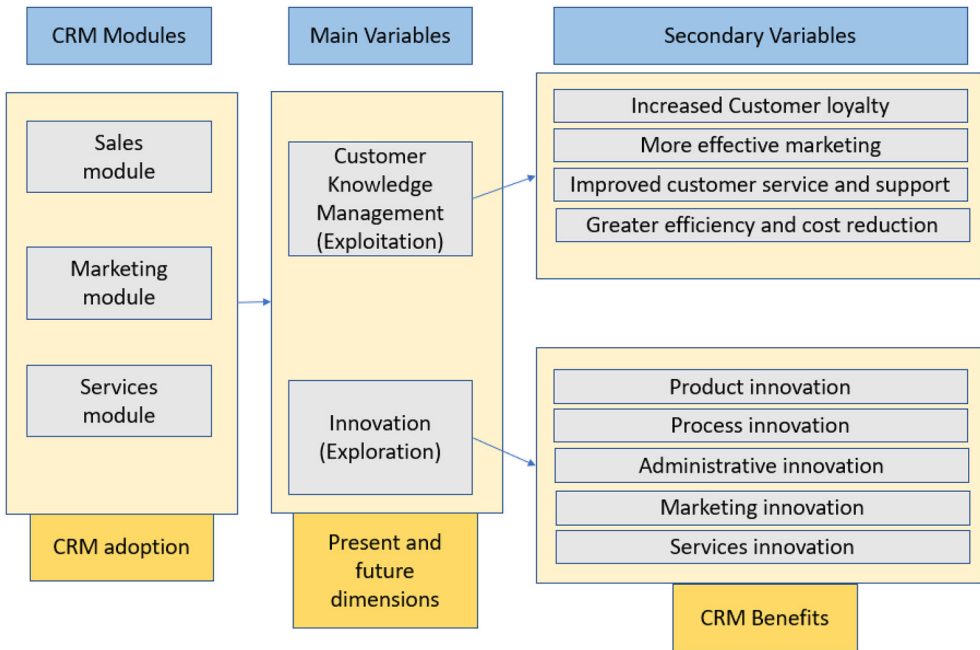 CRM Modules
Main Variables
Secondary Variables
Sales
module
Marketing
module
Services
module
CRM adoption
Customer
Knowledge
Management
(Exploitation)
Innovation
(Exploration)
Present and
future
dimensions
Increased Customer loyalty
More effective marketing
Improved customer service and support
Greater efficiency and cost reduction
Product innovation
Process innovation
Administrative innovation
Marketing innovation
Services innovation
CRM Benefits